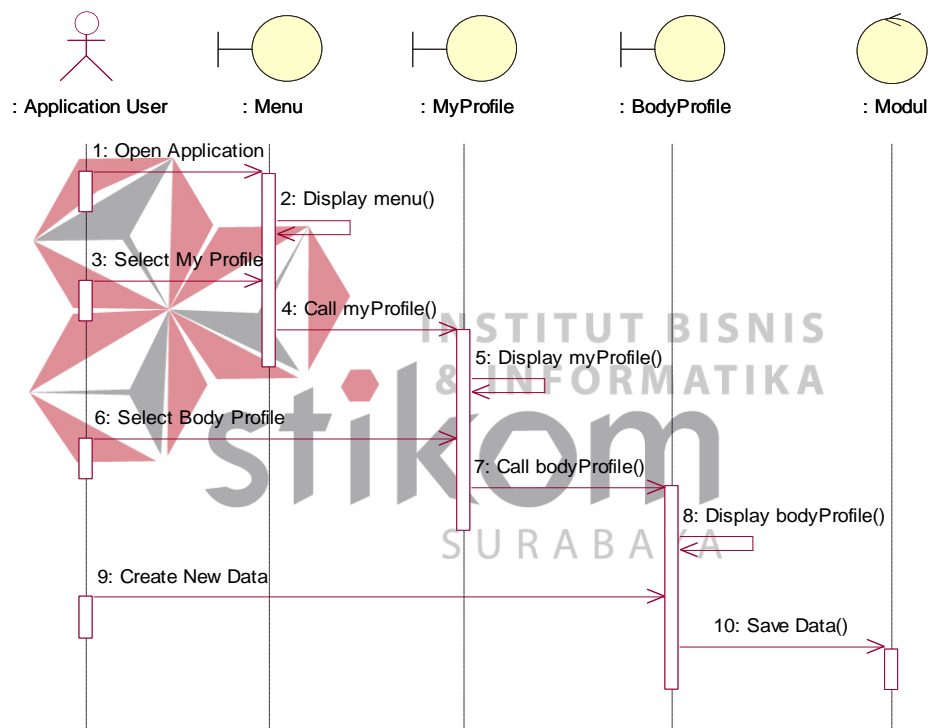 : Application User
: Menu
: MyProfile
: BodyProfile
: Modul
1: Open Application
2: Display menu()
3: Select My Profile
4: Call myProfile()
INSTITUT BISNIS
5: Display myProfile()
& INFORMATIKA
6: Select Body Profile
stikom
7: Call bodyProfile()
8: Display bodyProfile()
SURABAYA
9: Create New Data
10: Save Data()